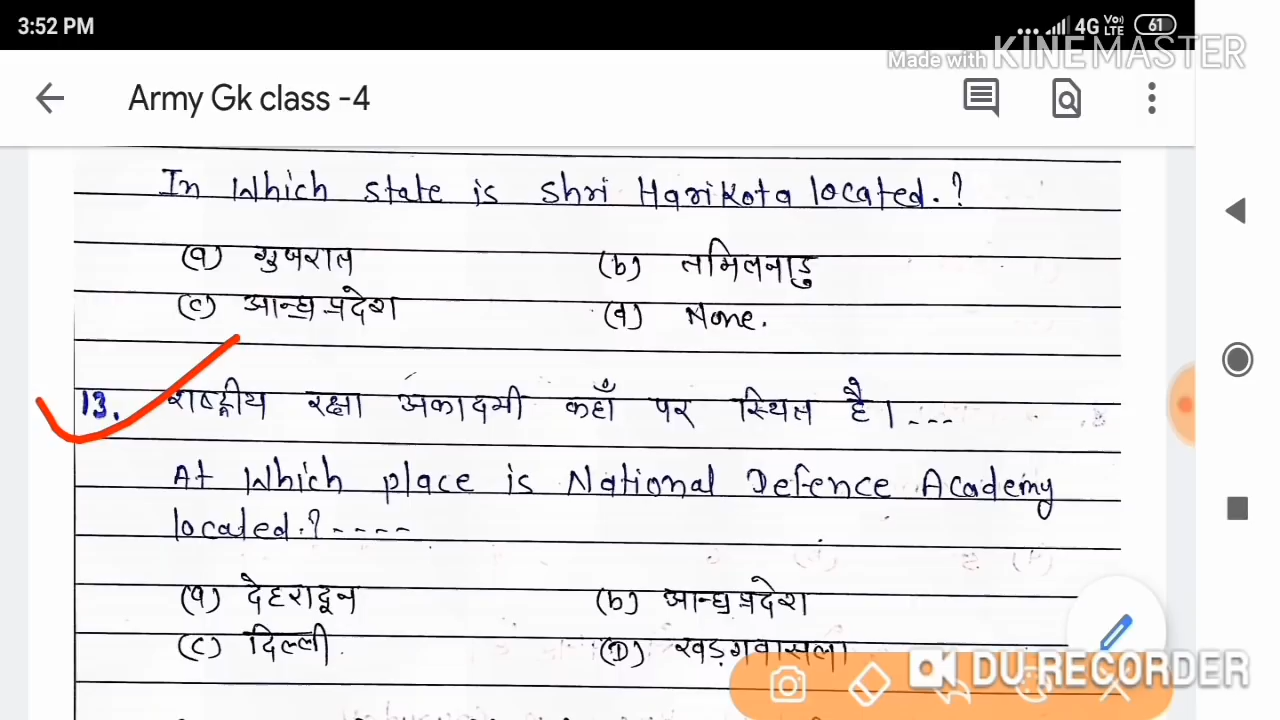 3:52 PM
4G Vo) LTE 61
Made with KINEMASTER
Army Gk class -4
In Which state is Shri Harikota located.?
(a) गुजरात (b) तमिलनाडु
(c) आन्ध्र प्रदेश (d) None.
13. राष्ट्रीय रक्षा अकादमी कहाँ पर स्थित है।...
At Which place is National Defence Academy
located.?----
(a) देहरादून (b) आन्ध्र प्रदेश
(c) दिल्ली. (D) खड़गवासला
DU RECORDER